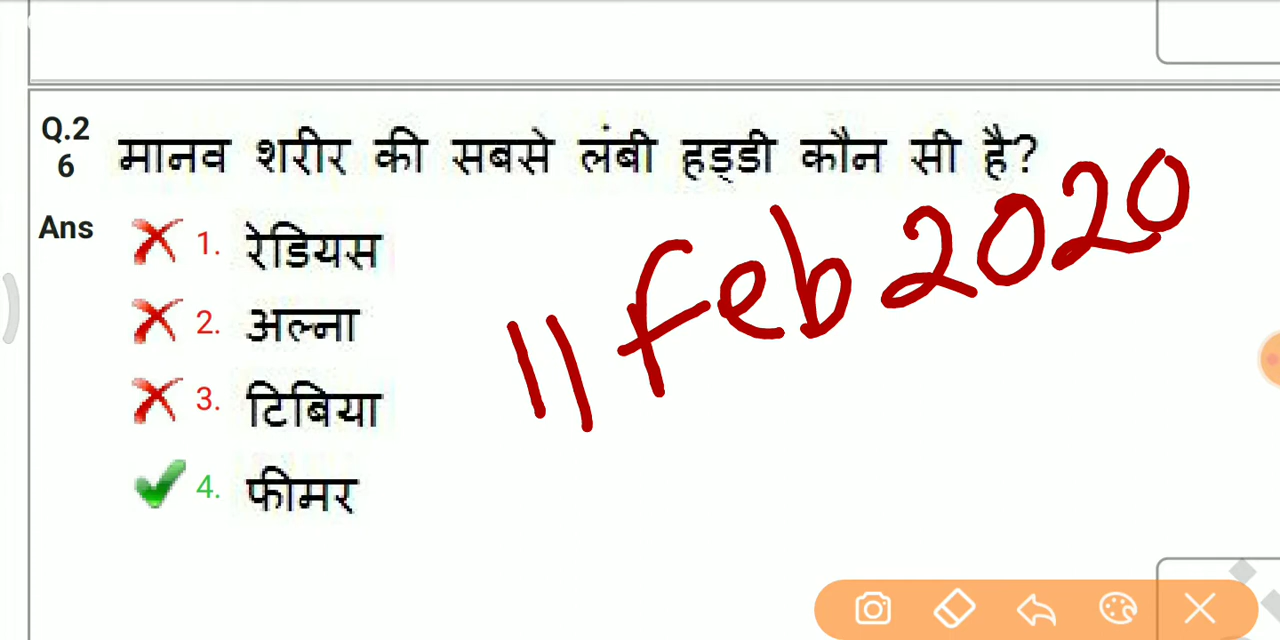 Q.2
6 मानव शरीर की सबसे लंबी हड्डी कौन सी है?
Ans 1. रेडियस
2. अल्ना
3. टिबिया
4. फीमर
11 feb 2020